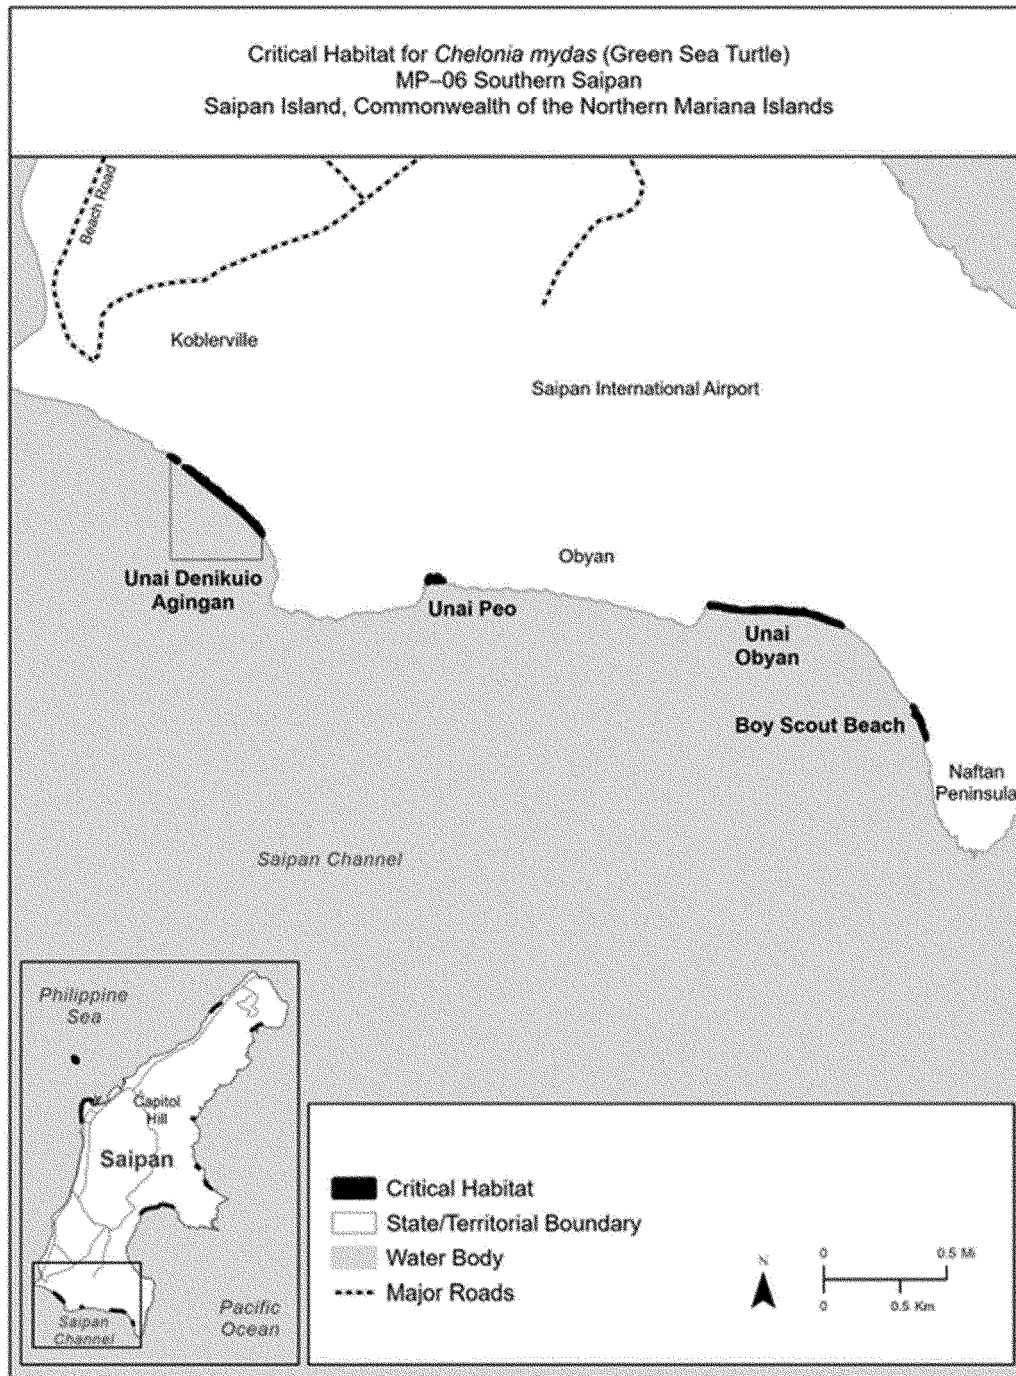 Critical Habitat for Chelonia mydas (Green Sea Turtle)
MP–06 Southern Saipan
Saipan Island, Commonwealth of the Northern Mariana Islands
Beach Road
Koblerville
Saipan International Airport
Obyan
Unai Denikuio
Agingan
Unai Peo
Unai
Obyan
Boy Scout Beach
Naftan
Peninsula
Saipan Channel
Philippine
Sea
Capitol
Hill
Saipan
Saipan
Channel
Pacific
Ocean
Critical Habitat
State/Territorial Boundary
Water Body
Major Roads
N
0 0.5 Mi
0 0.5 Km